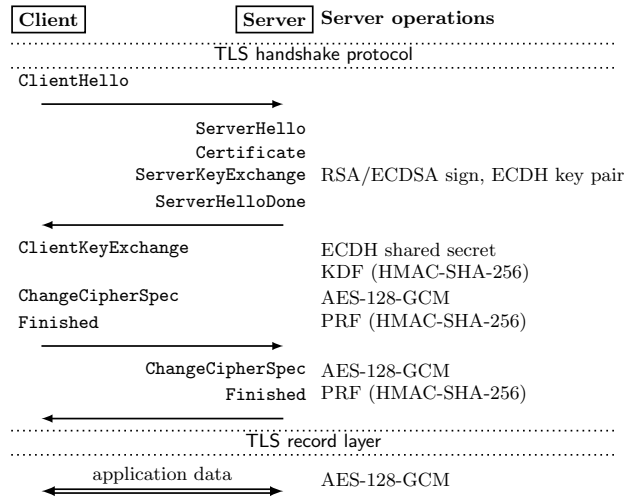 Client Server Server operations
TLS handshake protocol
ClientHello
ServerHello
Certificate
ServerKeyExchange RSA/ECDSA sign, ECDH key pair
ServerHelloDone
ClientKeyExchange ECDH shared secret
KDF (HMAC-SHA-256)
ChangeCipherSpec AES-128-GCM
Finished PRF (HMAC-SHA-256)
ChangeCipherSpec AES-128-GCM
Finished PRF (HMAC-SHA-256)
TLS record layer
application data AES-128-GCM